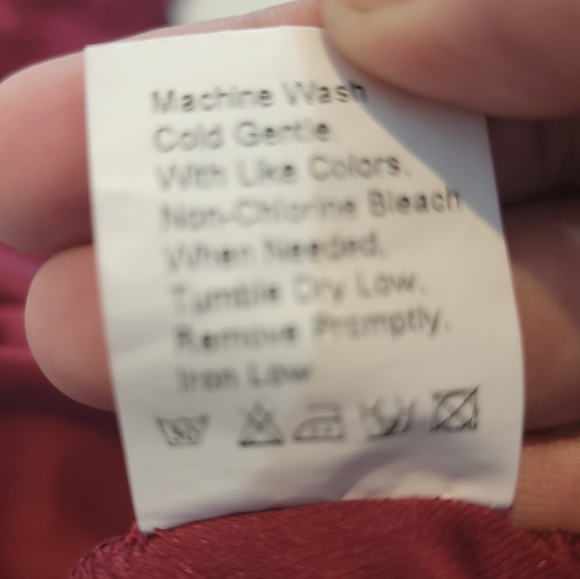 Machine Wash
Cold Gentle
With Like Colors.
Non-Chlorine Bleach
When Needed.
Tumble Dry Low.
Remove Promptly.
Iron Low